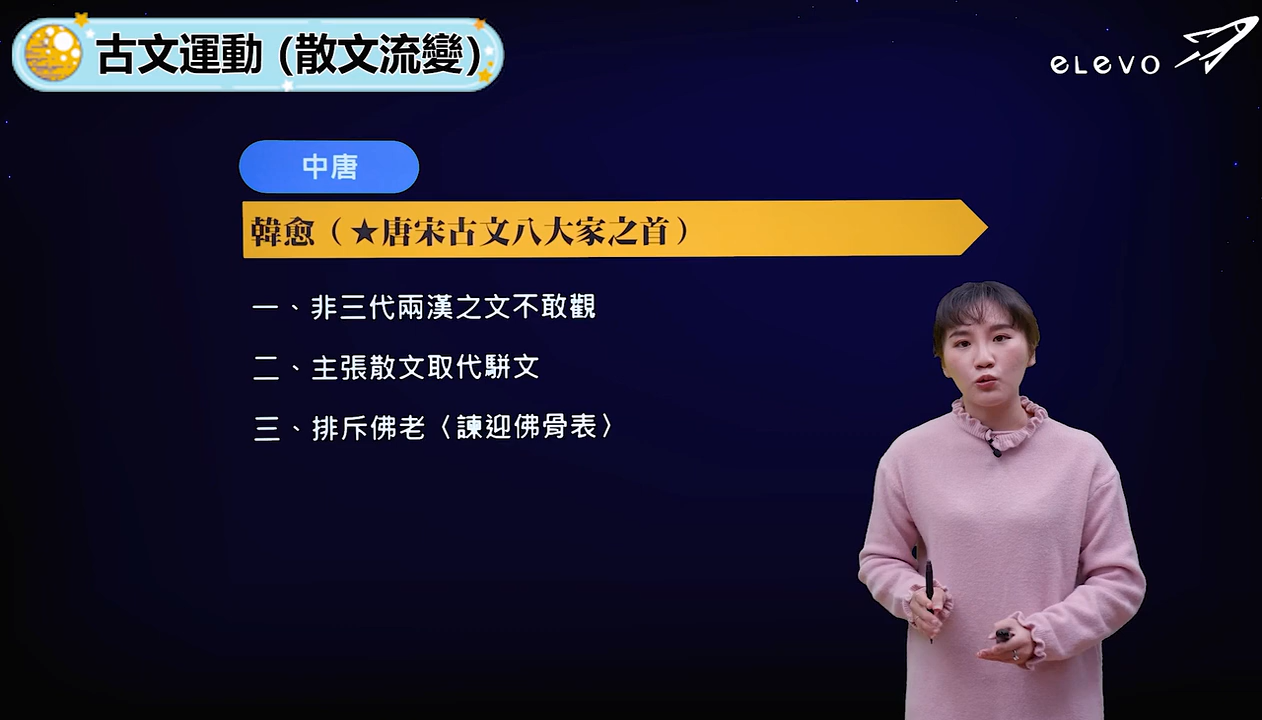 古文運動 (散文流變)
eLevo
中唐
韓愈（★唐宋古文八大家之首）
一、非三代兩漢之文不敢觀
二、主張散文取代駢文
三、排斥佛老〈諫迎佛骨表〉